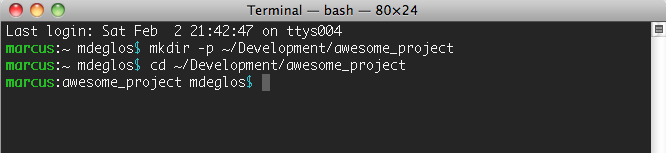 Terminal — bash — 80×24
Last login: Sat Feb  2 21:42:47 on ttys004
marcus:~ mdeglos$ mkdir -p ~/Development/awesome_project
marcus:~ mdeglos$ cd ~/Development/awesome_project
marcus:awesome_project mdeglos$